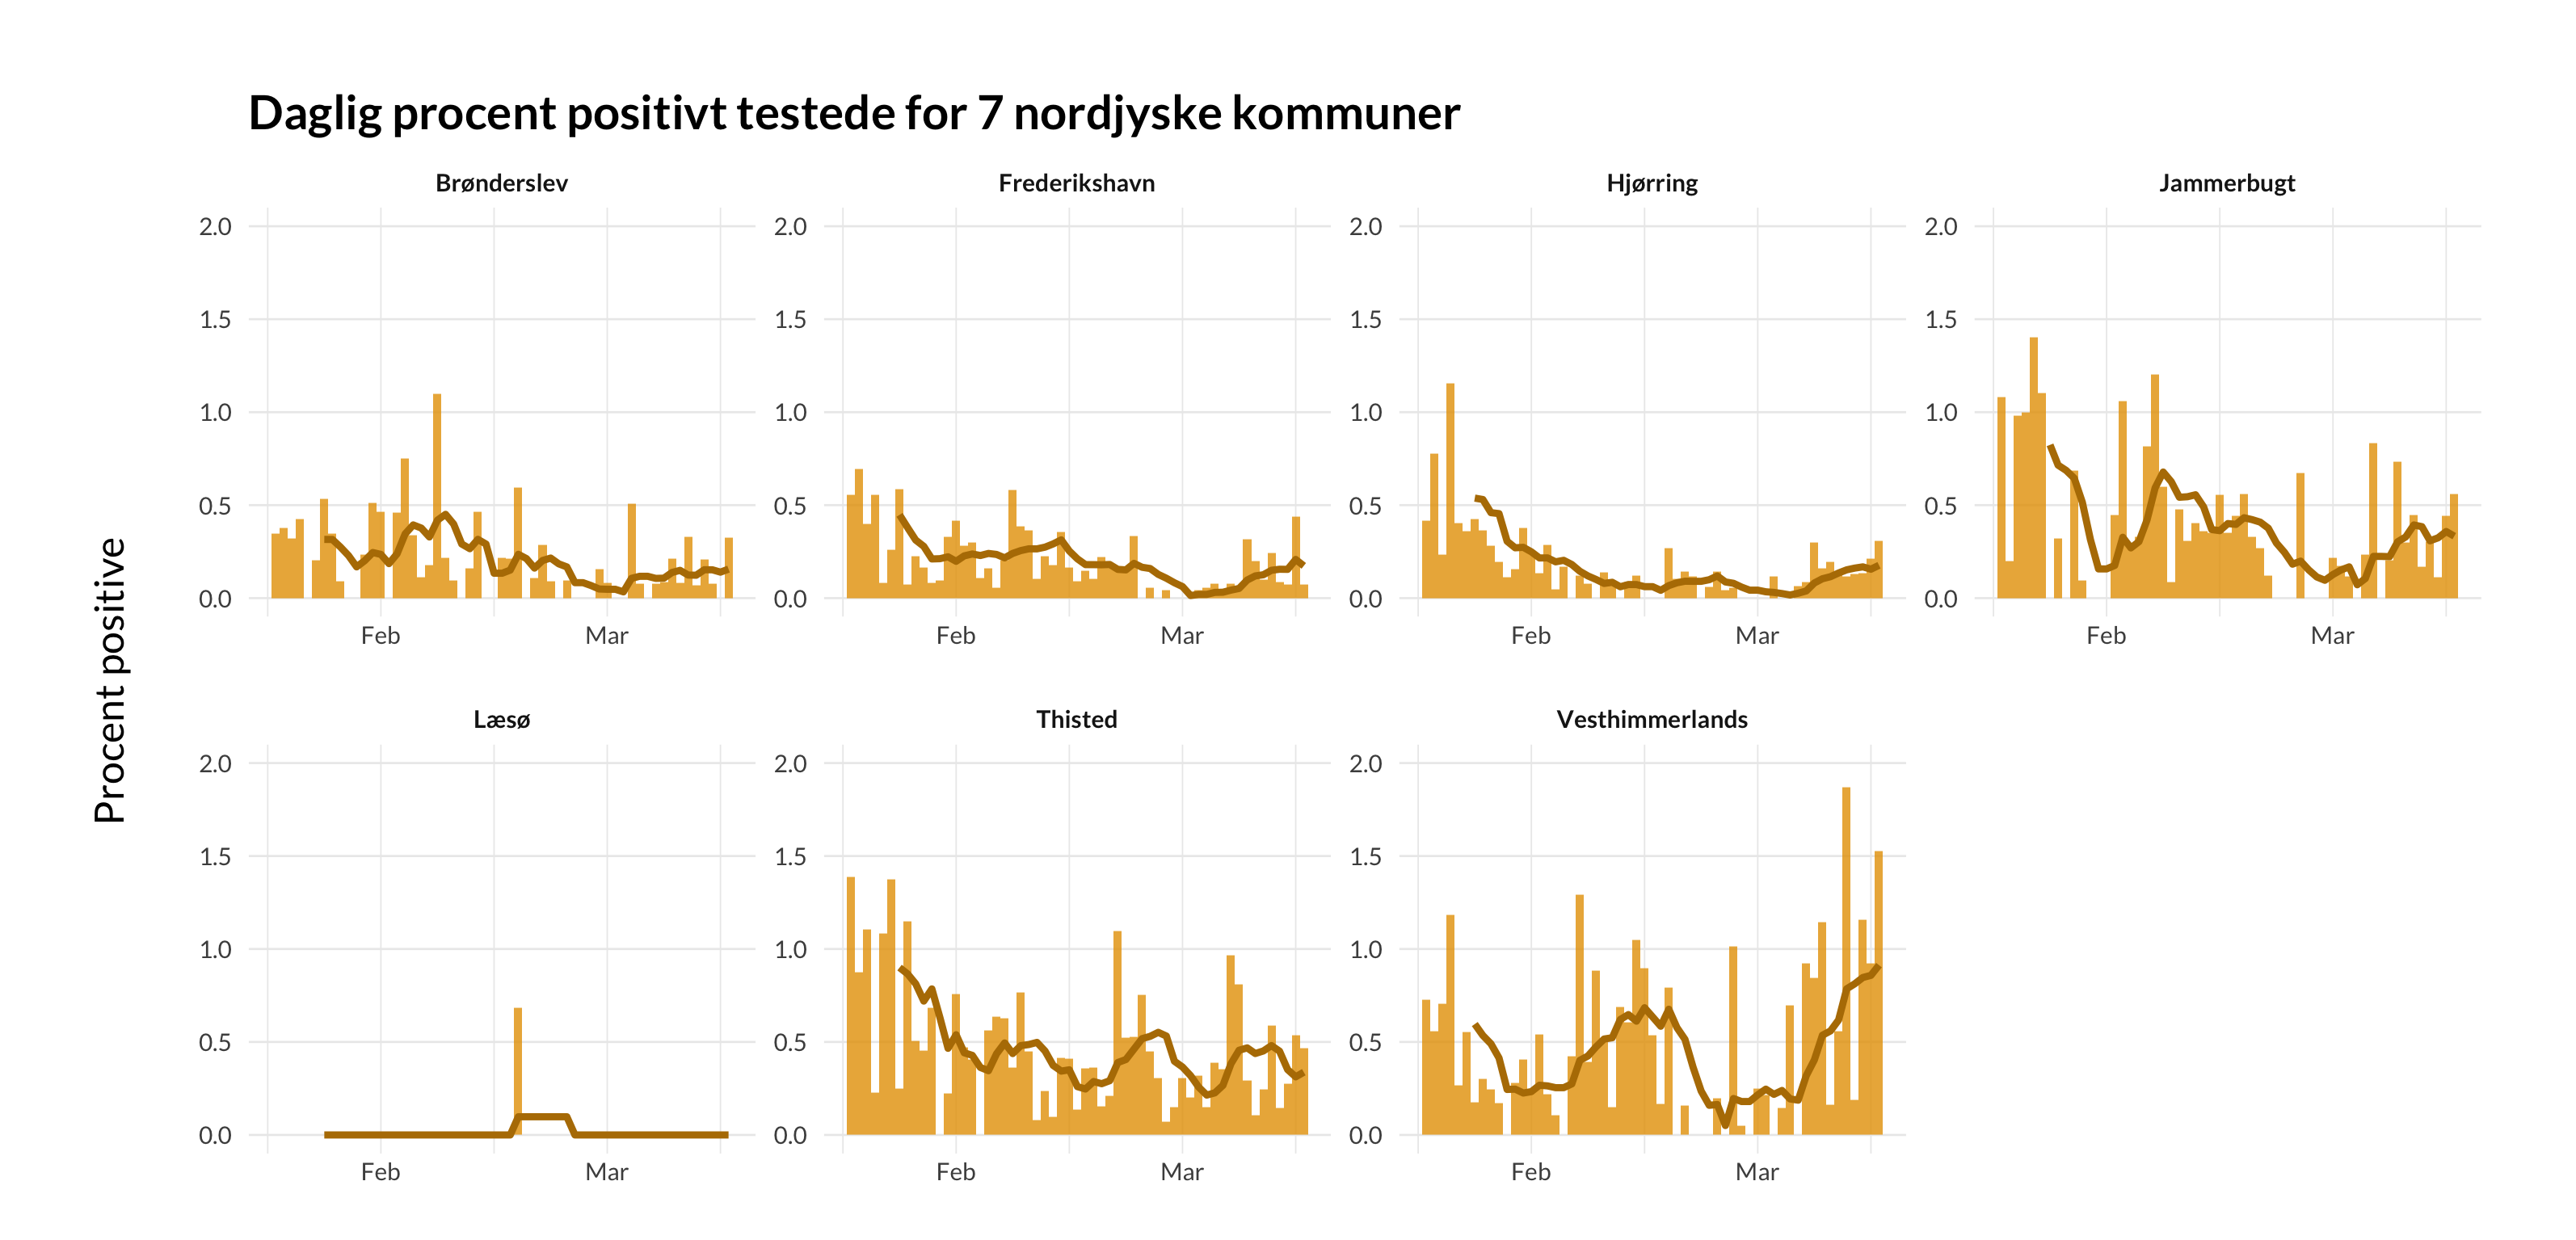 Daglig procent positivt testede for 7 nordjyske kommuner
Procent positive
Brønderslev
2.0
1.5
1.0
0.5
0.0
Feb Mar
Frederikshavn
2.0
1.5
1.0
0.5
0.0
Feb Mar
Hjørring
2.0
1.5
1.0
0.5
0.0
Feb Mar
Jammerbugt
2.0
1.5
1.0
0.5
0.0
Feb Mar
Læsø
2.0
1.5
1.0
0.5
0.0
Feb Mar
Thisted
2.0
1.5
1.0
0.5
0.0
Feb Mar
Vesthimmerlands
2.0
1.5
1.0
0.5
0.0
Feb Mar